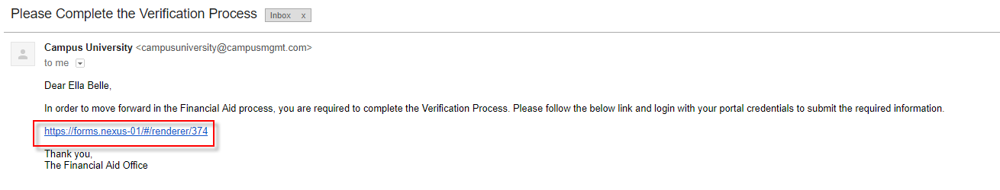 Please Complete the Verification Process Inbox x
Campus University <campusuniversity@campusmgmt.com>
to me
Dear Ella Belle,
In order to move forward in the Financial Aid process, you are required to complete the Verification Process. Please follow the below link and login with your portal credentials to submit the required information.
https://forms.nexus-01/#/renderer/374
Thank you,
The Financial Aid Office